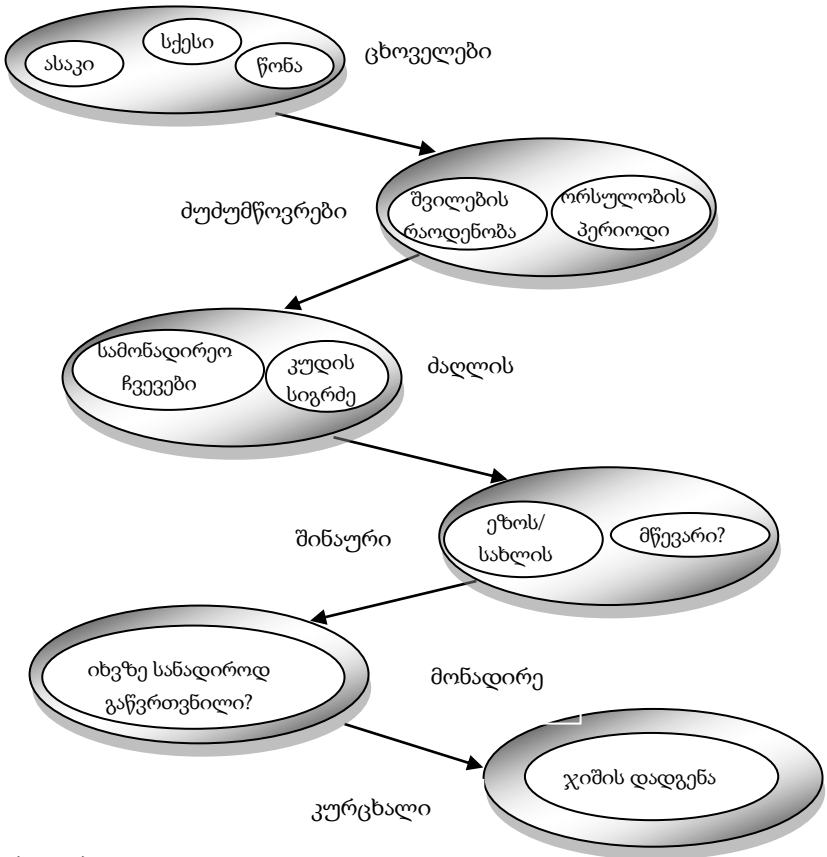 სქესი
ასაკი
წონა
ცხოველები
ძუძუმწოვრები
შვილების
რაოდენობა
ორსულობის
პერიოდი
სამონადირეო
ჩვევები
კუდის
სიგრძე
ძაღლის
შინაური
ეზოს/
სახლის
მწევარი?
იხვზე სანადიროდ
გაწვრთვნილი?
მონადირე
კურცხალი
ჯიშის დადგენა